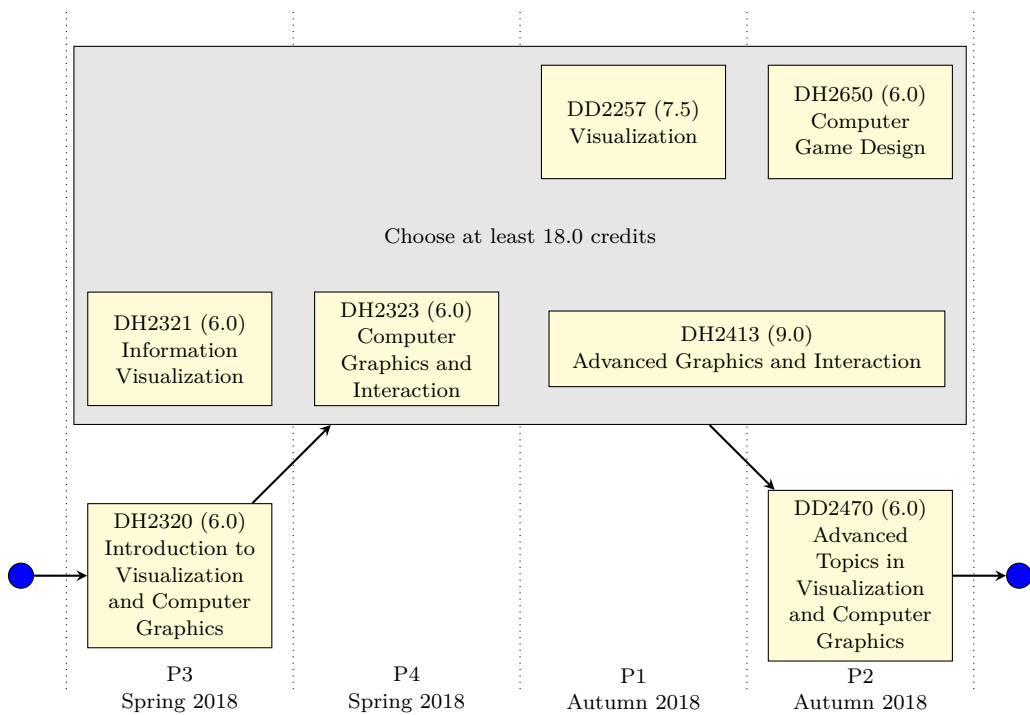 DD2257 (7.5)
Visualization
DH2650 (6.0)
Computer
Game Design
Choose at least 18.0 credits
DH2321 (6.0)
Information
Visualization
DH2323 (6.0)
Computer
Graphics and
Interaction
DH2413 (9.0)
Advanced Graphics and Interaction
DH2320 (6.0)
Introduction to
Visualization
and Computer
Graphics
DD2470 (6.0)
Advanced
Topics in
Visualization
and Computer
Graphics
P3
Spring 2018
P4
Spring 2018
P1
Autumn 2018
P2
Autumn 2018